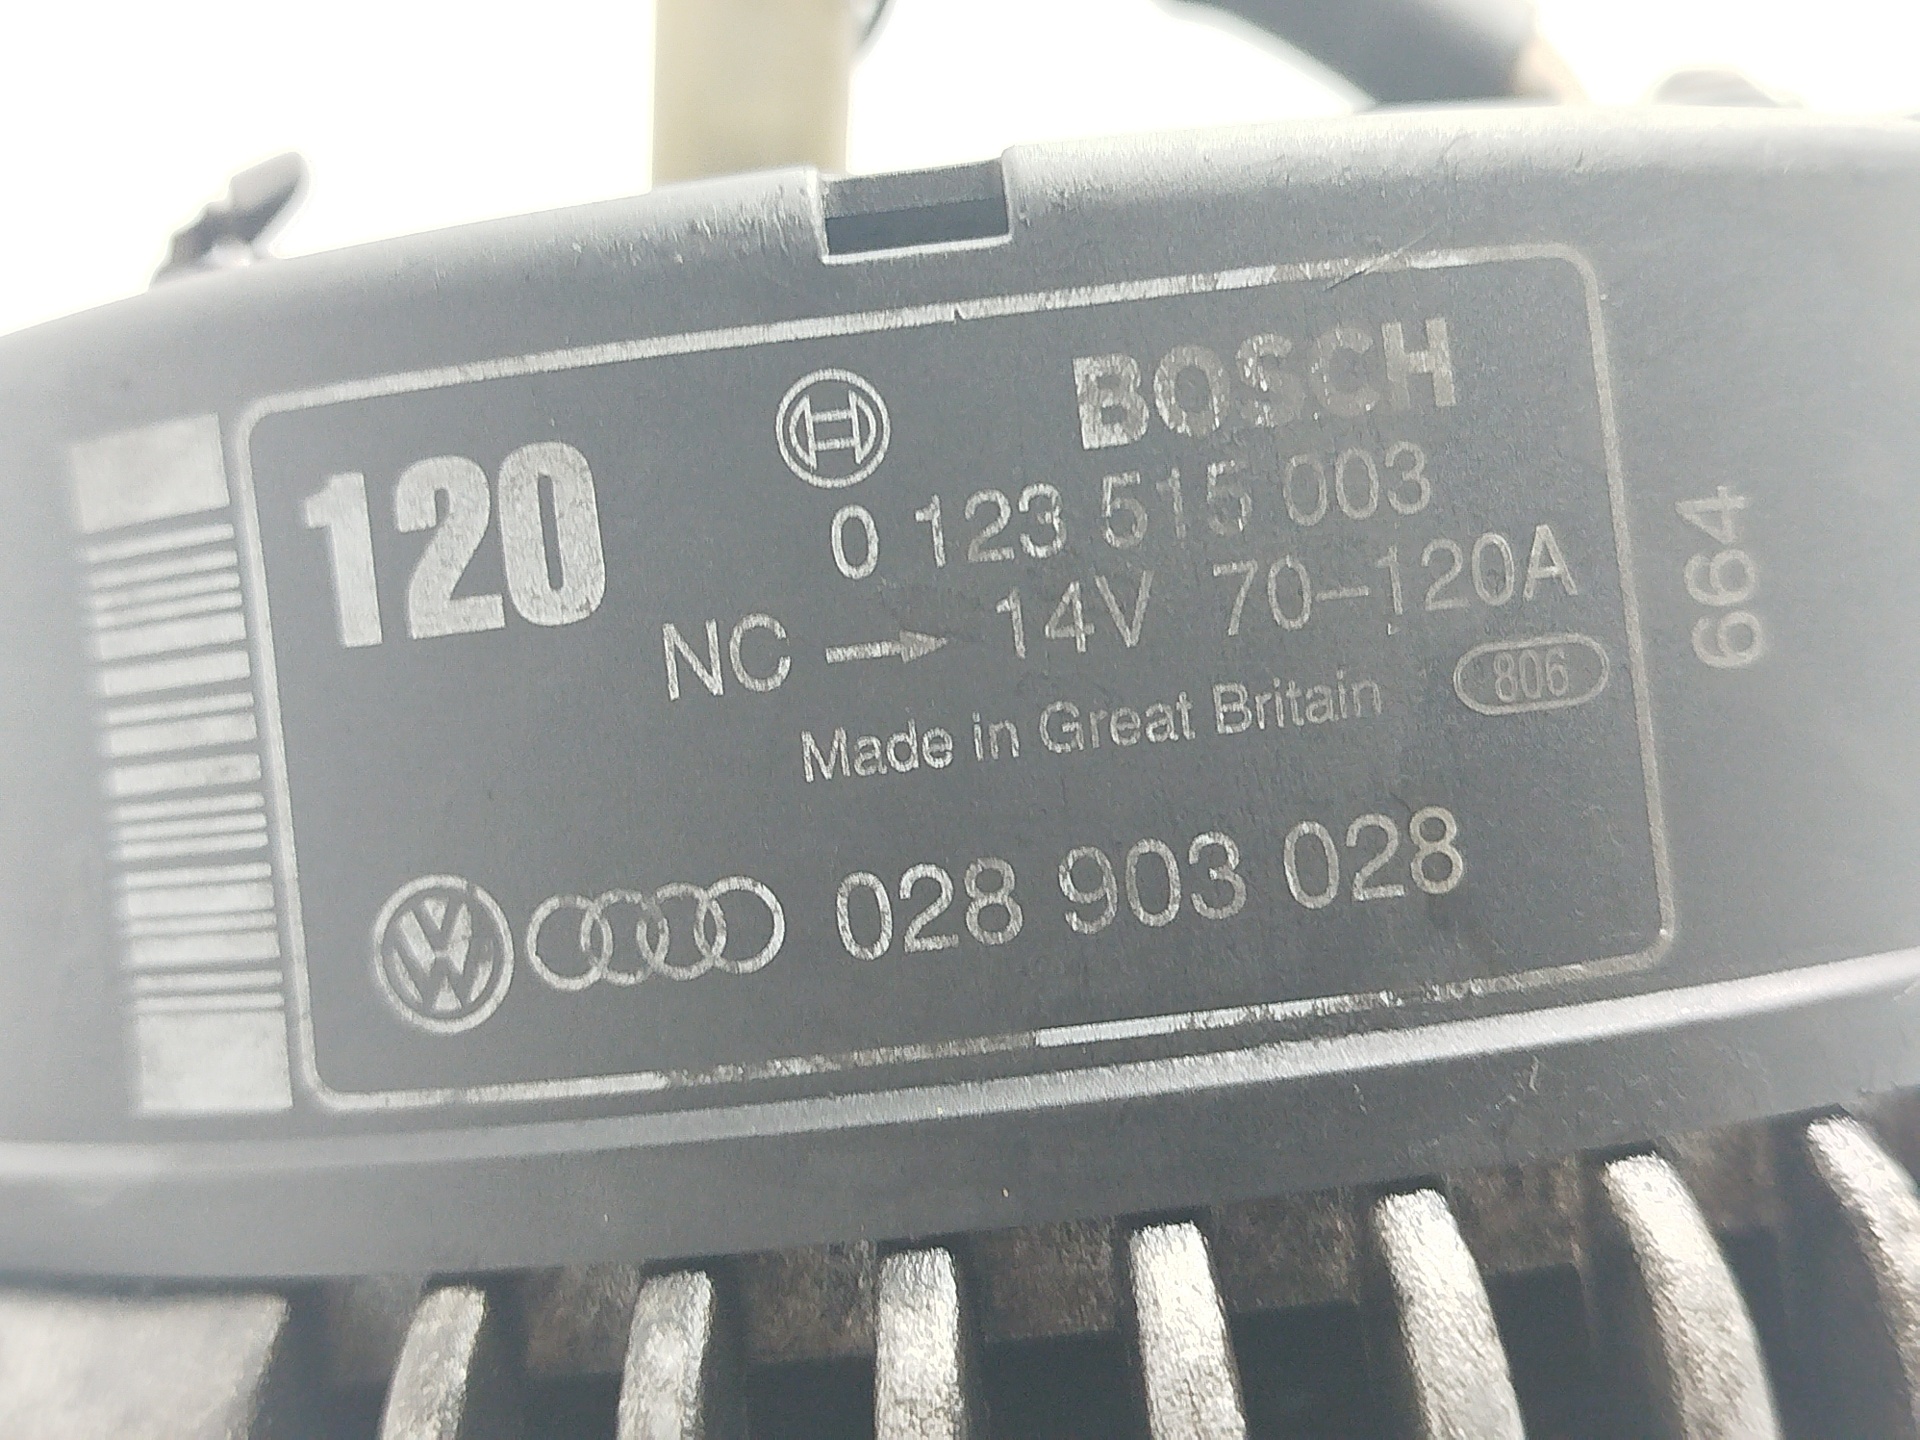 120
BOSCH
0 123 515 003
NC → 14V 70–120A
Made in Great Britain
806
028 903 028
664